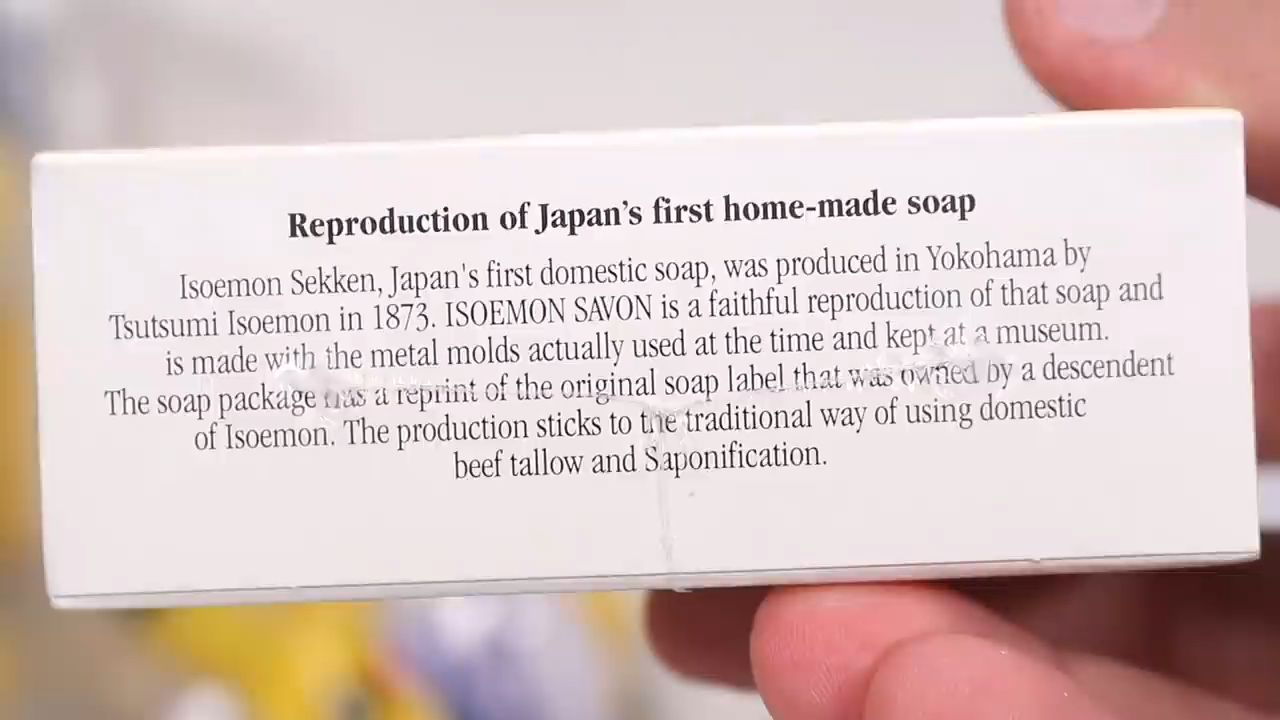 Reproduction of Japan's first home-made soap
Isoemon Sekken, Japan's first domestic soap, was produced in Yokohama by
Tsutsumi Isoemon in 1873. ISOEMON SAVON is a faithful reproduction of that soap and
is made with the metal molds actually used at the time and kept at a museum.
The soap package has a reprint of the original soap label that was owned by a descendent
of Isoemon. The production sticks to the traditional way of using domestic
beef tallow and Saponification.